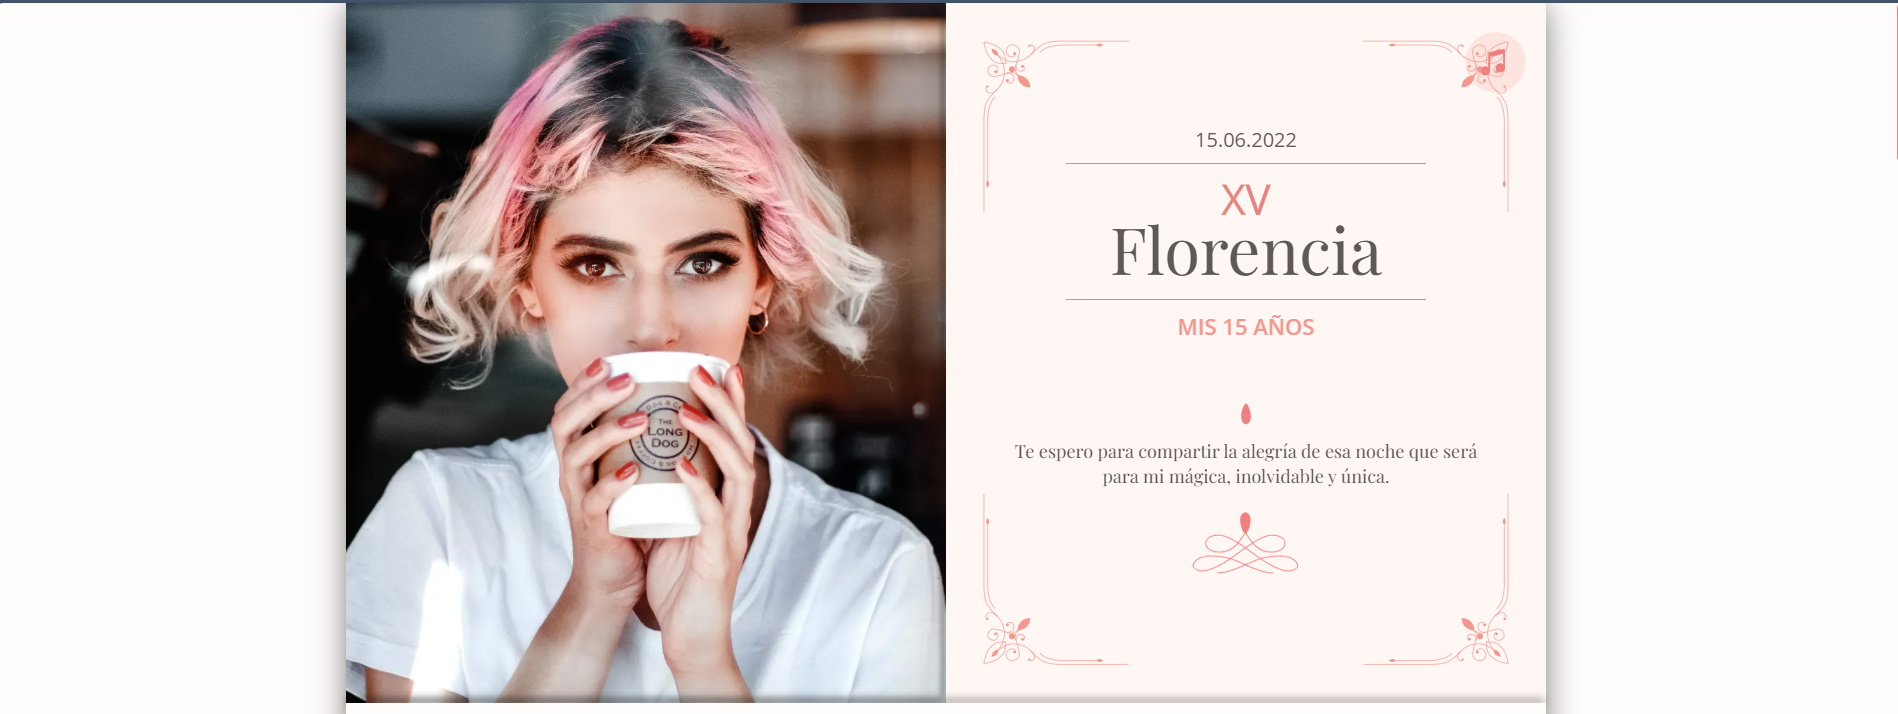 15.06.2022
XV
Florencia
MIS 15 AÑOS
Te espero para compartir la alegría de esa noche que será
para mi mágica, inolvidable y única.
THE
LONG
DOG